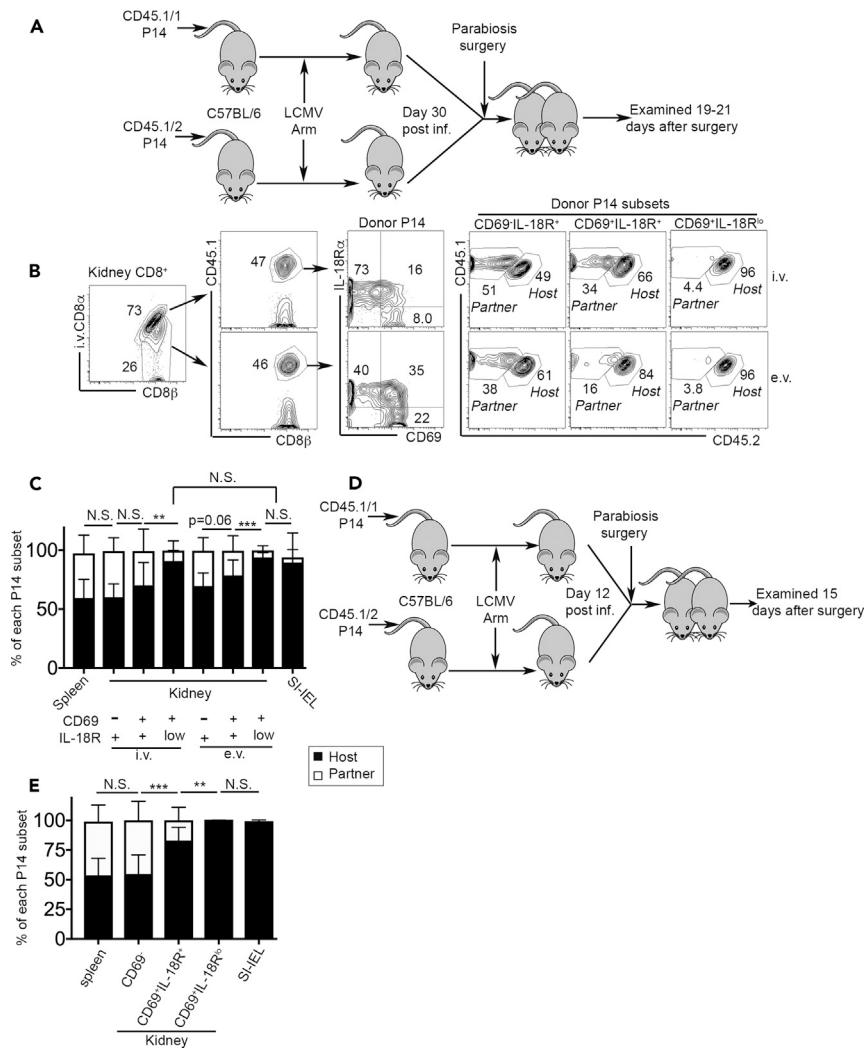 A
CD45.1/1
P14
C57BL/6
CD45.1/2
P14
LCMV
Arm
Day 30
post inf.
Parabiosis
surgery
Examined 19-21
days after surgery
B
Kidney CD8⁺
73
26
i.v.CD8α
CD8β
CD45.1
47
46
CD8β
Donor P14
IL-18Rα
73
16
8.0
40
35
22
CD69
Donor P14 subsets
CD69⁻IL-18R⁺
CD69⁺IL-18R⁺
CD69⁺IL-18Rˡᵒ
CD45.1
51
49
Partner
Host
34
66
Partner
Host
4.4
96
Partner
Host
i.v.
38
61
Partner
Host
16
84
Partner
Host
3.8
96
Partner
Host
e.v.
CD45.2
C
% of each P14 subset
100
50
0
N.S.
N.S.
N.S.
**
p=0.06
***
N.S.
Spleen
Kidney
SI-IEL
CD69 - + + - + +
IL-18R + + low + + low
i.v. e.v.
Host
Partner
D
CD45.1/1
P14
C57BL/6
CD45.1/2
P14
LCMV
Arm
Day 12
post inf.
Parabiosis
surgery
Examined 15
days after surgery
E
% of each P14 subset
100
75
50
25
0
N.S.
***
**
N.S.
spleen
CD69⁻
CD69⁺IL-18R⁺
CD69⁺IL-18Rˡᵒ
SI-IEL
Kidney